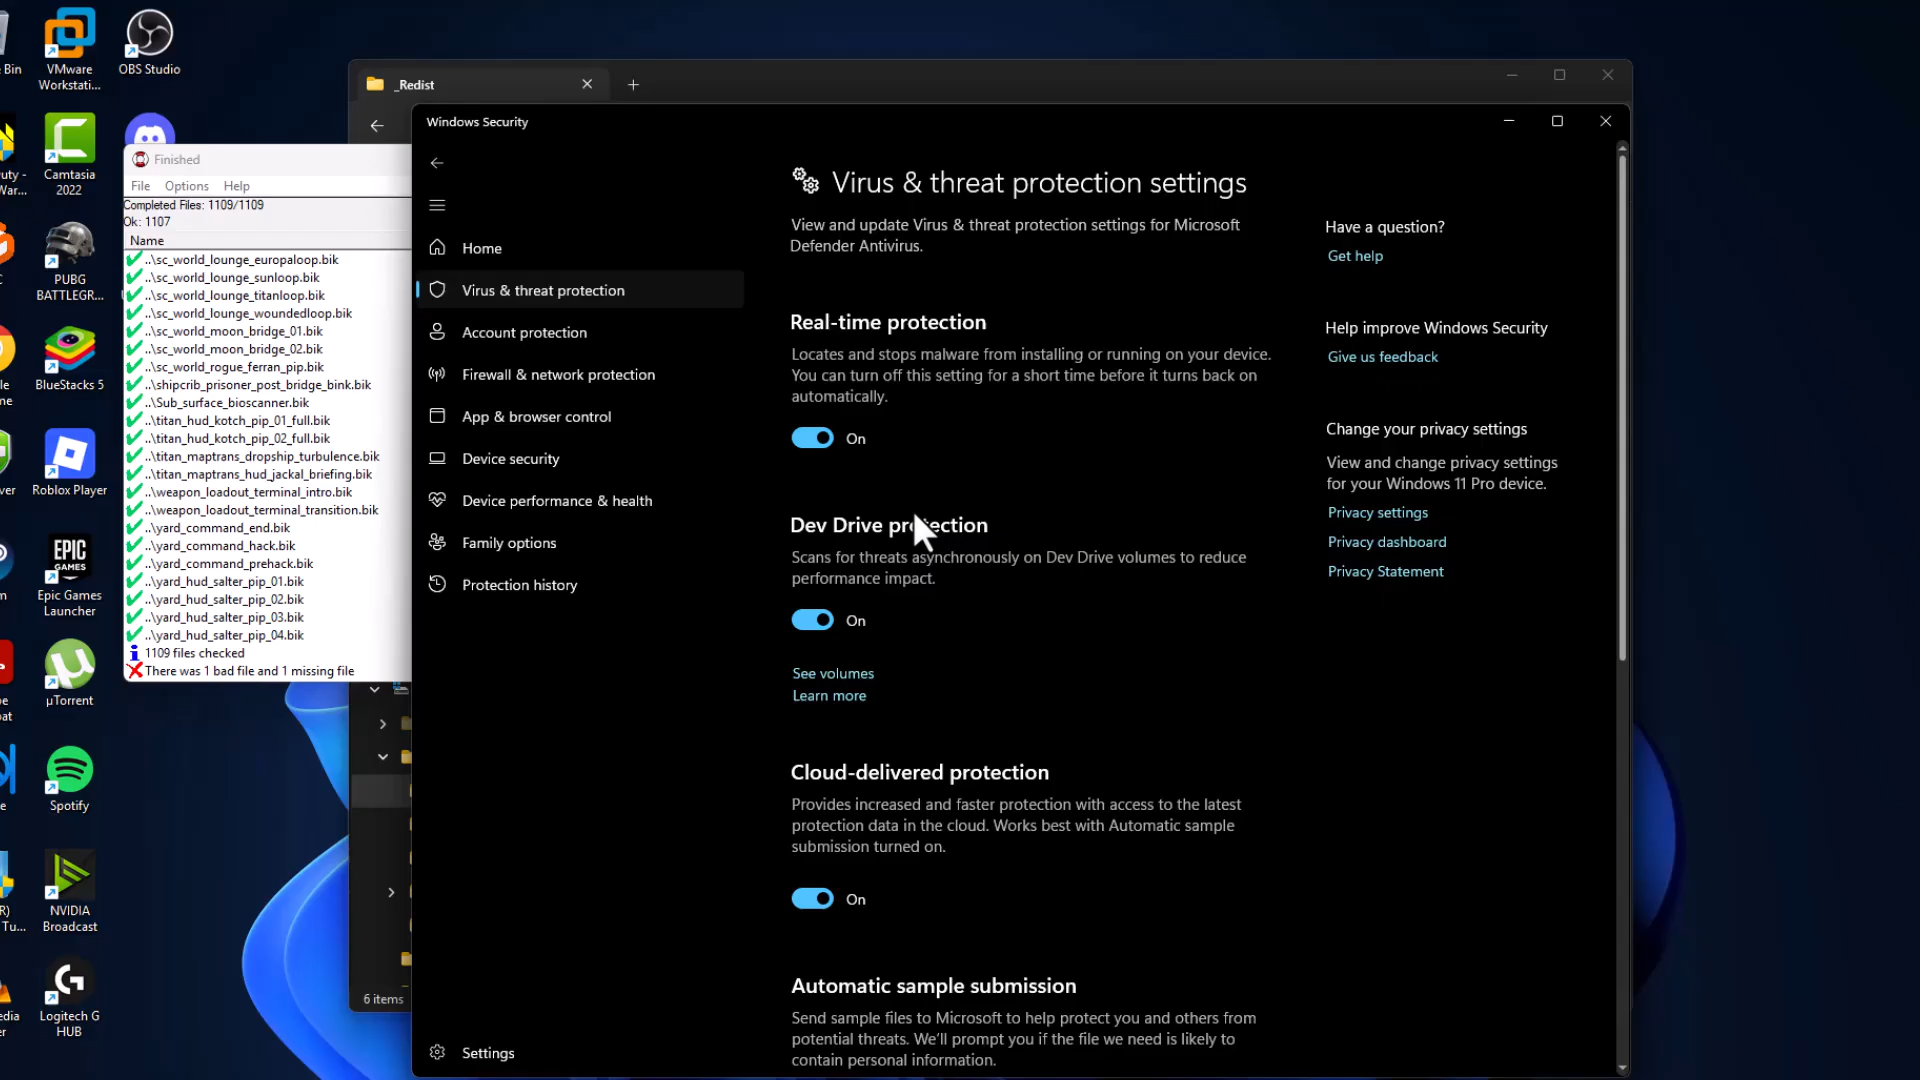 Bin
VMware
Workstati...
OBS Studio
uty -
War...
Camtasia
2022
C
PUBG
BATTLEGR...
le
me
BlueStacks 5
ver
Roblox Player
m
EPIC
GAMES
Epic Games
Launcher
be
pat
µTorrent
e
Spotify
R)
Tu...
NVIDIA
Broadcast
edia
er
Logitech G
HUB
Finished
File
Options
Help
Completed Files: 1109/1109
Ok: 1107
Name
..\sc_world_lounge_europaloop.bik
..\sc_world_lounge_sunloop.bik
..\sc_world_lounge_titanloop.bik
..\sc_world_lounge_woundedloop.bik
..\sc_world_moon_bridge_01.bik
..\sc_world_moon_bridge_02.bik
..\sc_world_rogue_ferran_pip.bik
..\shipcrib_prisoner_post_bridge_bink.bik
..\Sub_surface_bioscanner.bik
..\titan_hud_kotch_pip_01_full.bik
..\titan_hud_kotch_pip_02_full.bik
..\titan_maptrans_dropship_turbulence.bik
..\titan_maptrans_hud_jackal_briefing.bik
..\weapon_loadout_terminal_intro.bik
..\weapon_loadout_terminal_transition.bik
..\yard_command_end.bik
..\yard_command_hack.bik
..\yard_command_prehack.bik
..\yard_hud_salter_pip_01.bik
..\yard_hud_salter_pip_02.bik
..\yard_hud_salter_pip_03.bik
..\yard_hud_salter_pip_04.bik
1109 files checked
There was 1 bad file and 1 missing file
_Redist
6 items
Windows Security
Home
Virus & threat protection
Account protection
Firewall & network protection
App & browser control
Device security
Device performance & health
Family options
Protection history
Settings
Virus & threat protection settings
View and update Virus & threat protection settings for Microsoft
Defender Antivirus.
Real-time protection
Locates and stops malware from installing or running on your device.
You can turn off this setting for a short time before it turns back on
automatically.
On
Dev Drive protection
Scans for threats asynchronously on Dev Drive volumes to reduce
performance impact.
On
See volumes
Learn more
Cloud-delivered protection
Provides increased and faster protection with access to the latest
protection data in the cloud. Works best with Automatic sample
submission turned on.
On
Automatic sample submission
Send sample files to Microsoft to help protect you and others from
potential threats. We'll prompt you if the file we need is likely to
contain personal information.
Have a question?
Get help
Help improve Windows Security
Give us feedback
Change your privacy settings
View and change privacy settings
for your Windows 11 Pro device.
Privacy settings
Privacy dashboard
Privacy Statement